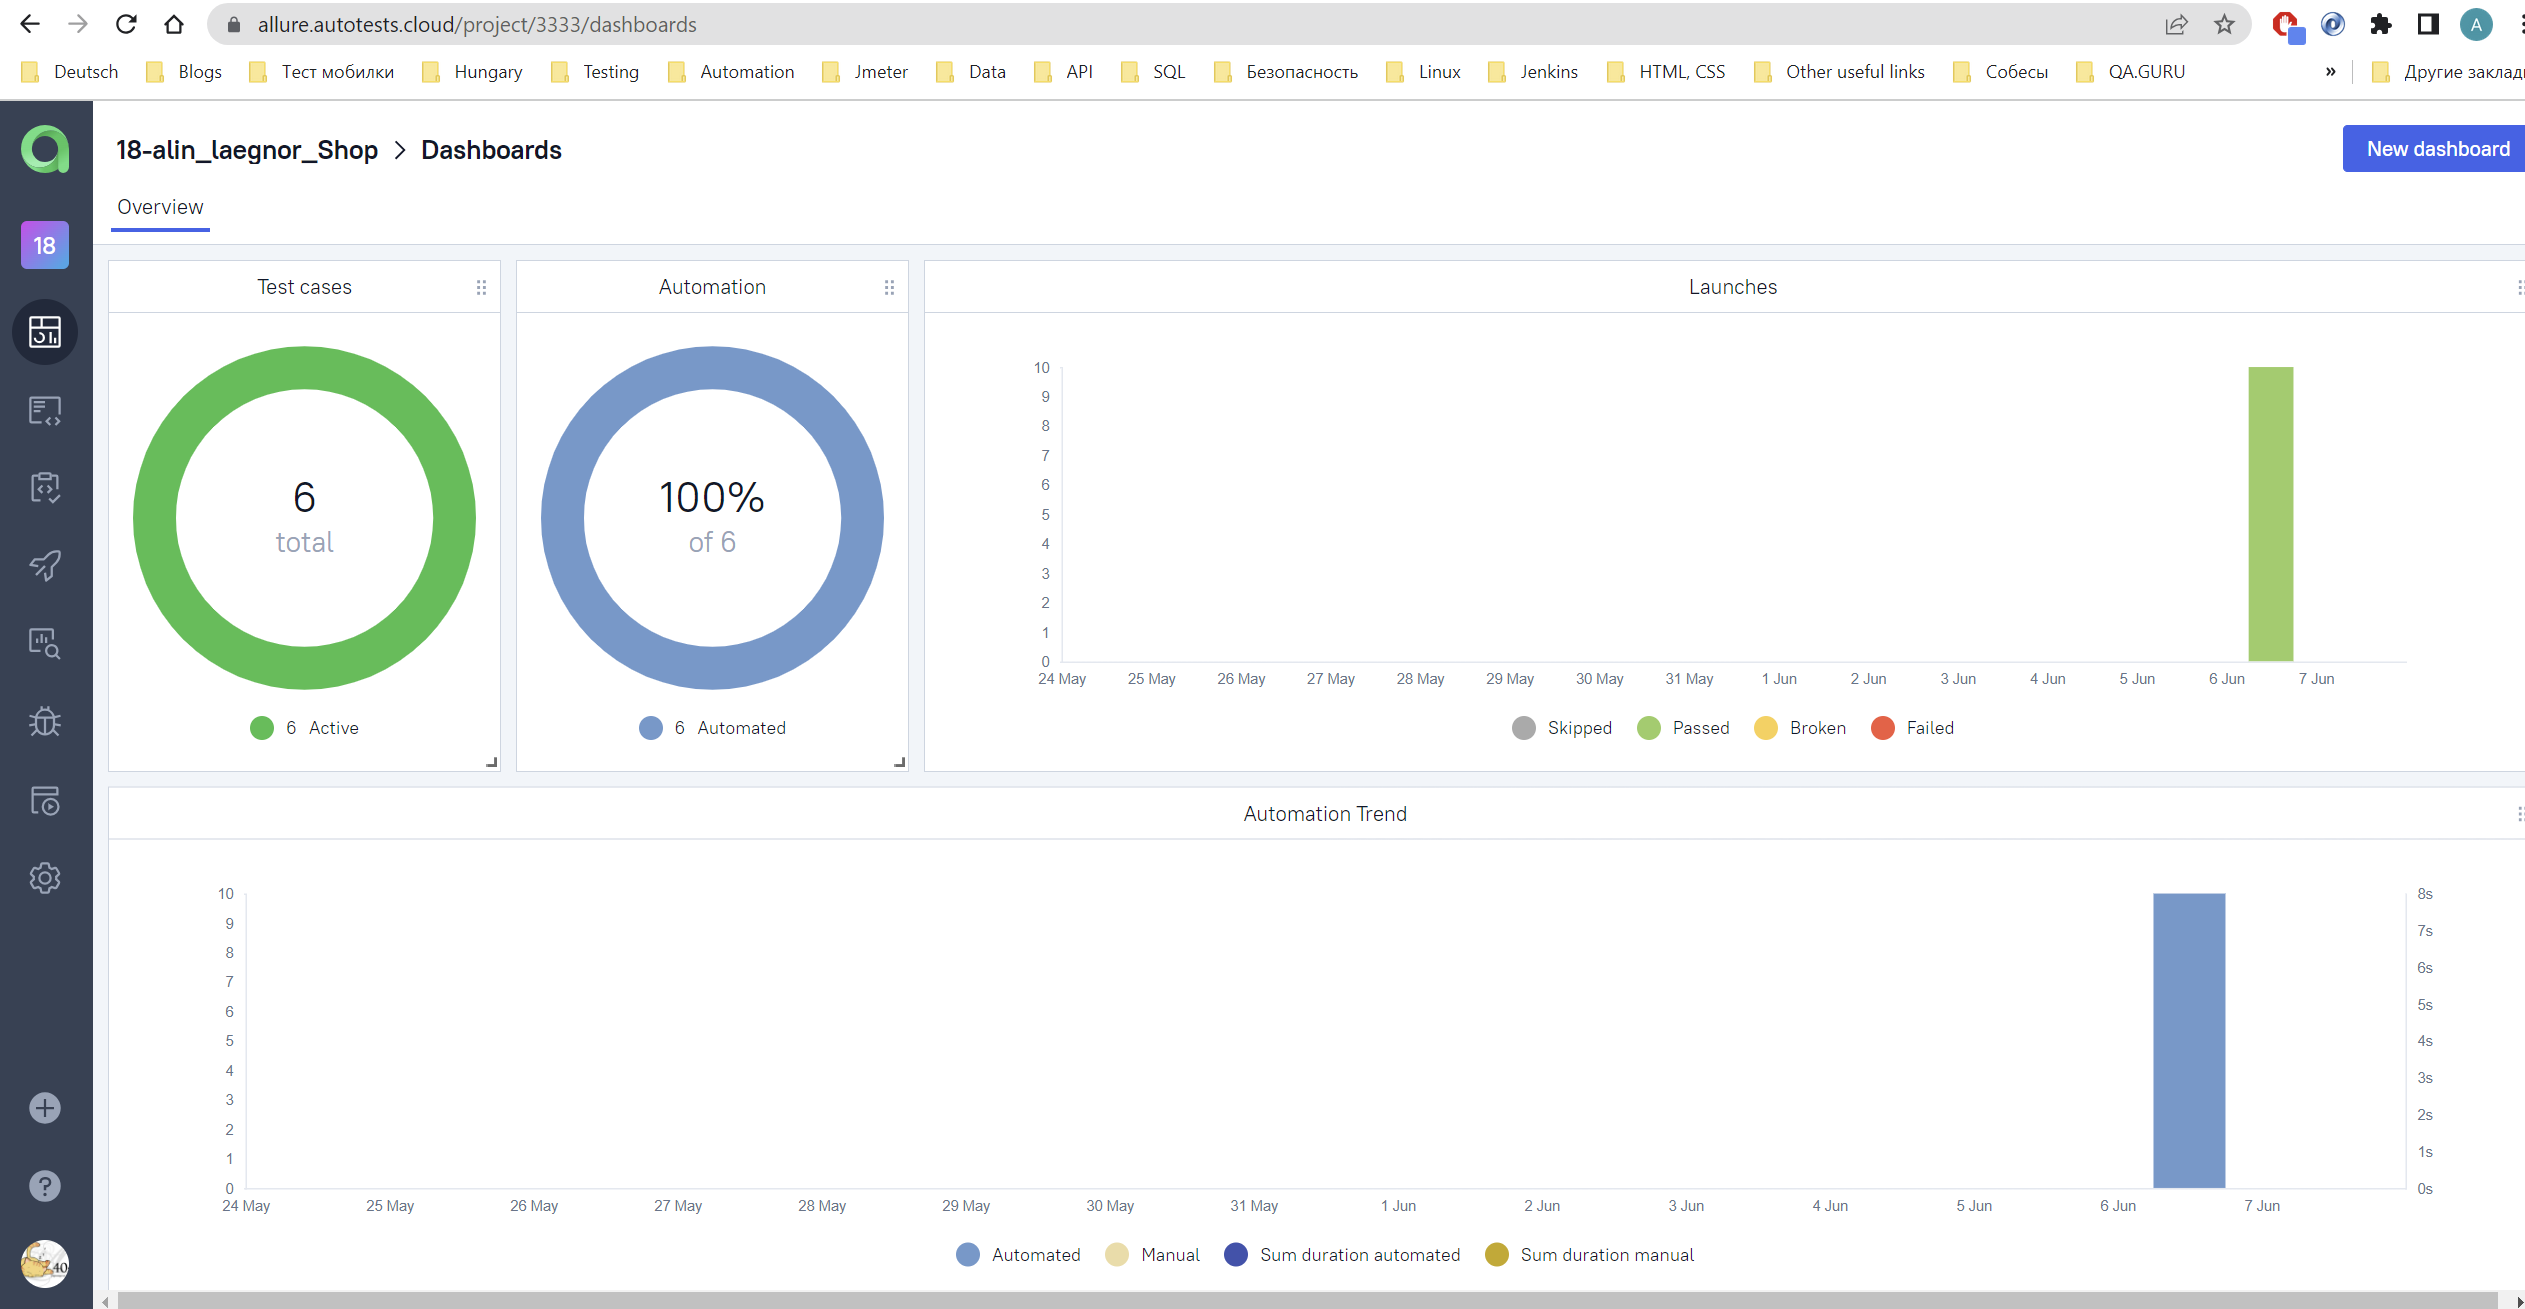 allure.autotests.cloud/project/3333/dashboards
A
Deutsch Blogs Тест мобилки Hungary Testing Automation Jmeter Data API SQL Безопасность Linux Jenkins HTML, CSS Other useful links Собесы QA.GURU » Другие заклад
18-alin_laegnor_Shop > Dashboards
New dashboard
Overview
18
Test cases
6
total
6 Active
Automation
100%
of 6
6 Automated
Launches
10
9
8
7
6
5
4
3
2
1
0
24 May 25 May 26 May 27 May 28 May 29 May 30 May 31 May 1 Jun 2 Jun 3 Jun 4 Jun 5 Jun 6 Jun 7 Jun
Skipped Passed Broken Failed
Automation Trend
10 8s
9 7s
8
7 6s
6 5s
5 4s
4
3 3s
2 2s
1 1s
0 0s
24 May 25 May 26 May 27 May 28 May 29 May 30 May 31 May 1 Jun 2 Jun 3 Jun 4 Jun 5 Jun 6 Jun 7 Jun
Automated Manual Sum duration automated Sum duration manual
?
40